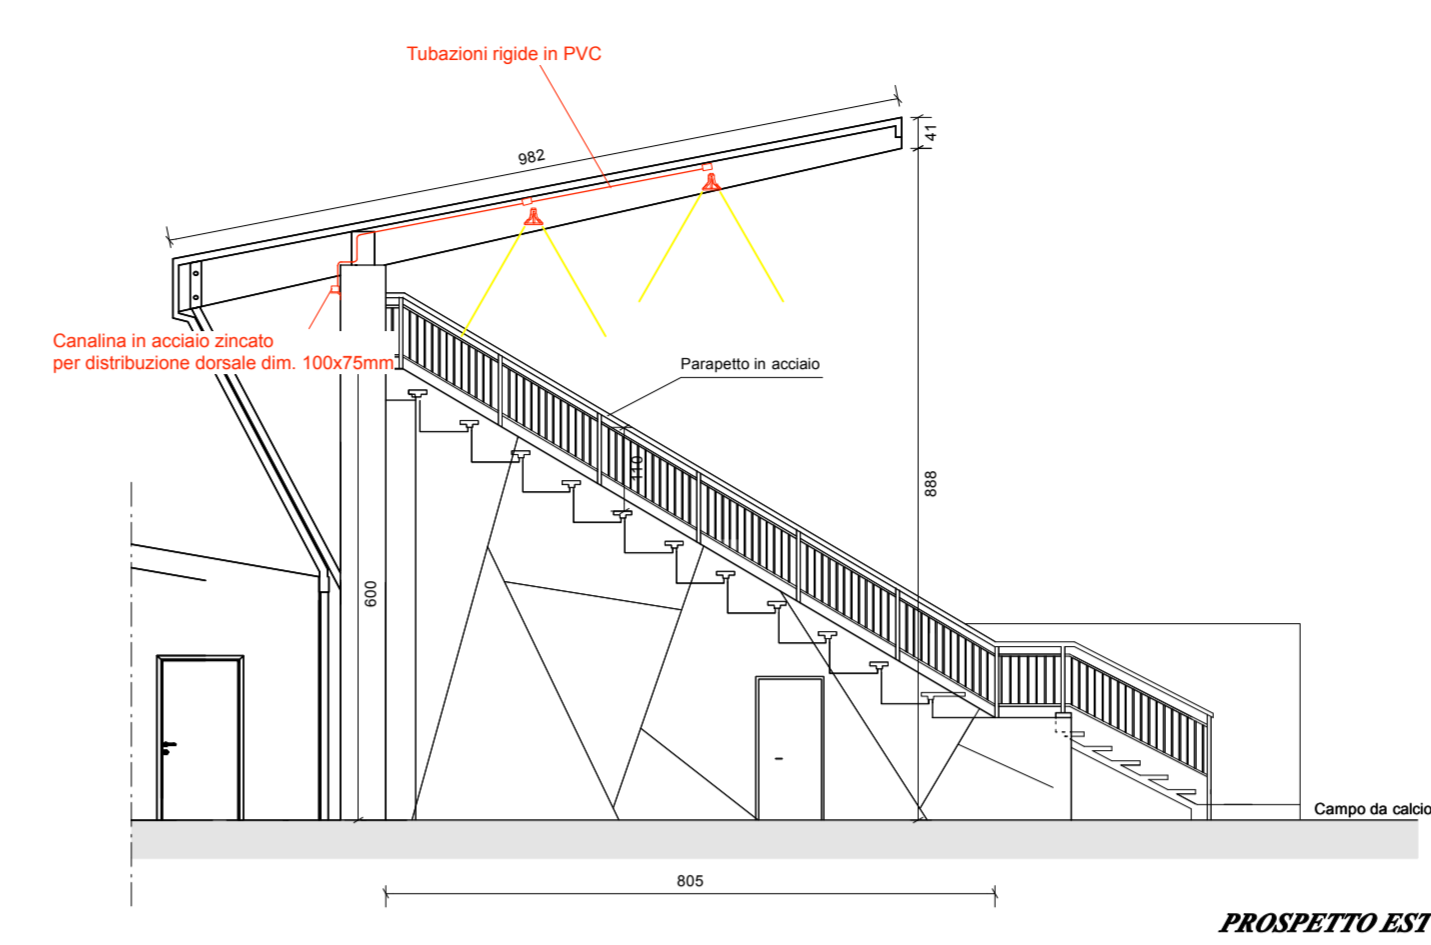 Tubazioni rigide in PVC
41
982
Canalina in acciaio zincato
per distribuzione dorsale dim. 100x75mm
Parapetto in acciaio
110
888
600
Campo da calcio
805
PROSPETTO EST